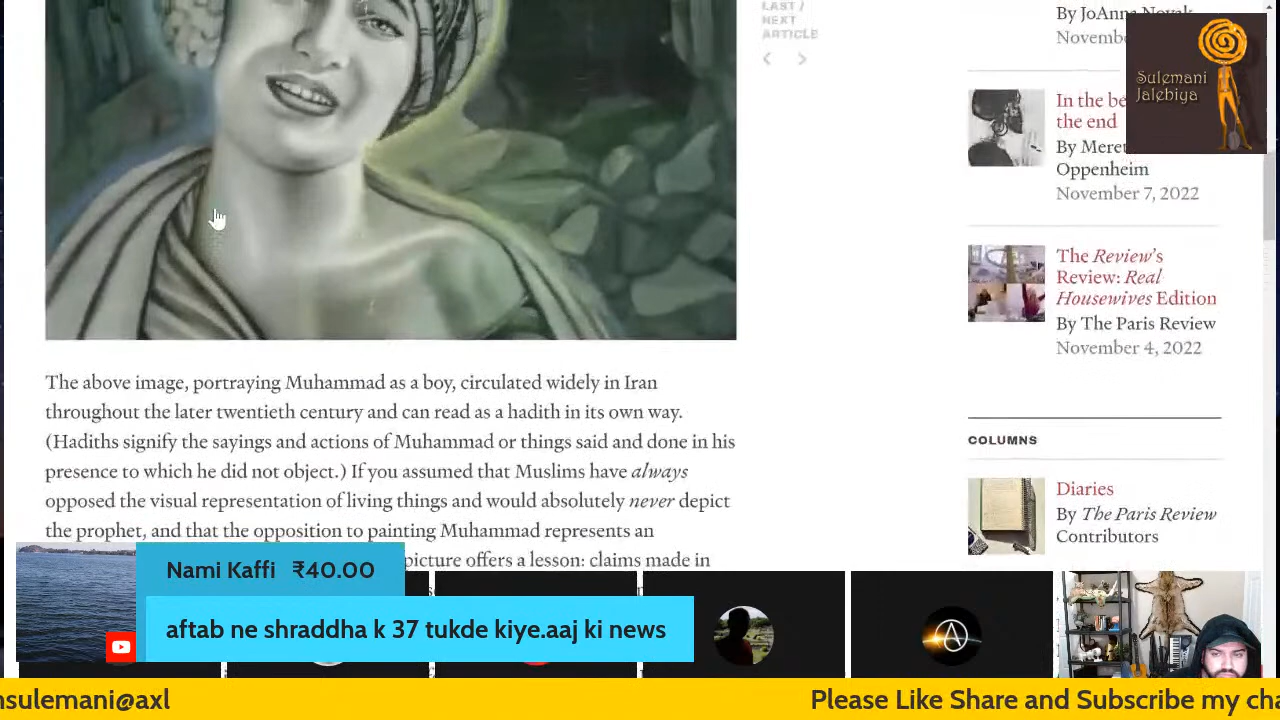 LAST /
NEXT
ARTICLE
By JoAnna Novak
Novembe
Sulemani
Jalebiya
In the be
the end
By Meret
Oppenheim
November 7, 2022
The Review's
Review: Real
Housewives Edition
By The Paris Review
November 4, 2022
The above image, portraying Muhammad as a boy, circulated widely in Iran
throughout the later twentieth century and can read as a hadith in its own way.
(Hadiths signify the sayings and actions of Muhammad or things said and done in his
presence to which he did not object.) If you assumed that Muslims have always
opposed the visual representation of living things and would absolutely never depict
the prophet, and that the opposition to painting Muhammad represents an
picture offers a lesson: claims made in
COLUMNS
Diaries
By The Paris Review
Contributors
Nami Kaffi ₹40.00
aftab ne shraddha k 37 tukde kiye.aaj ki news
nsulemani@axl
Please Like Share and Subscribe my cha